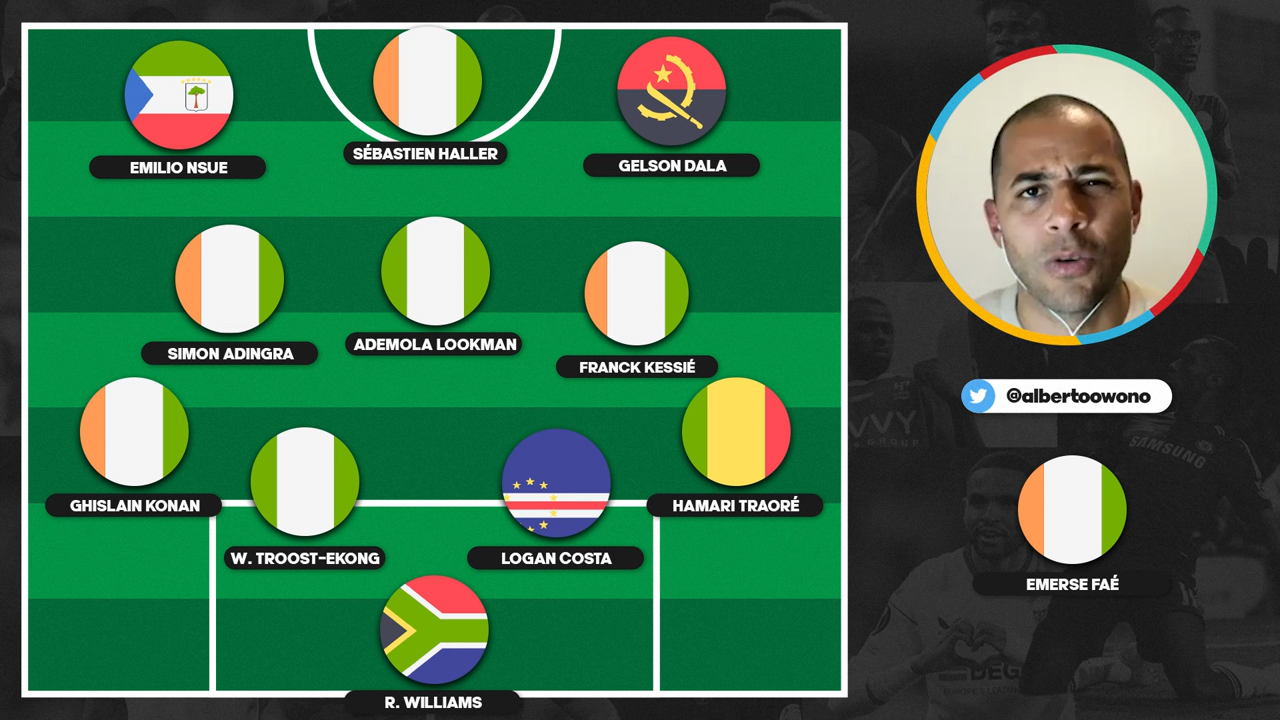 EMILIO NSUE
SÉBASTIEN HALLER
GELSON DALA
SIMON ADINGRA
ADEMOLA LOOKMAN
FRANCK KESSIÉ
GHISLAIN KONAN
W. TROOST-EKONG
LOGAN COSTA
HAMARI TRAORÉ
R. WILLIAMS
@albertoowono
EMERSE FAÉ
SAMSUNG